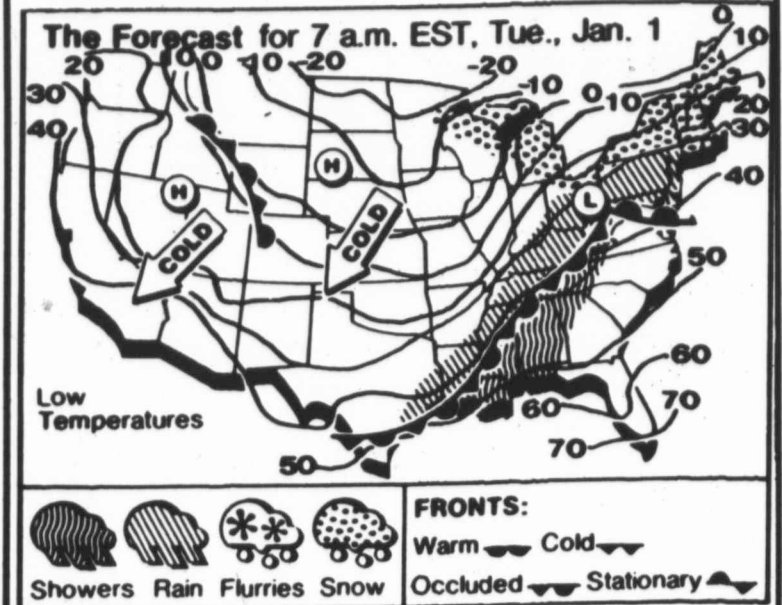 The Forecast for 7 a.m. EST, Tue., Jan. 1
0
10
20
10
0
-10
-20
-20
-10
0
10
20
30
30
40
40
50
60
70
60
70
50
H
H
L
COLD
COLD
Low
Temperatures
Showers Rain Flurries Snow
FRONTS:
Warm Cold
Occluded Stationary